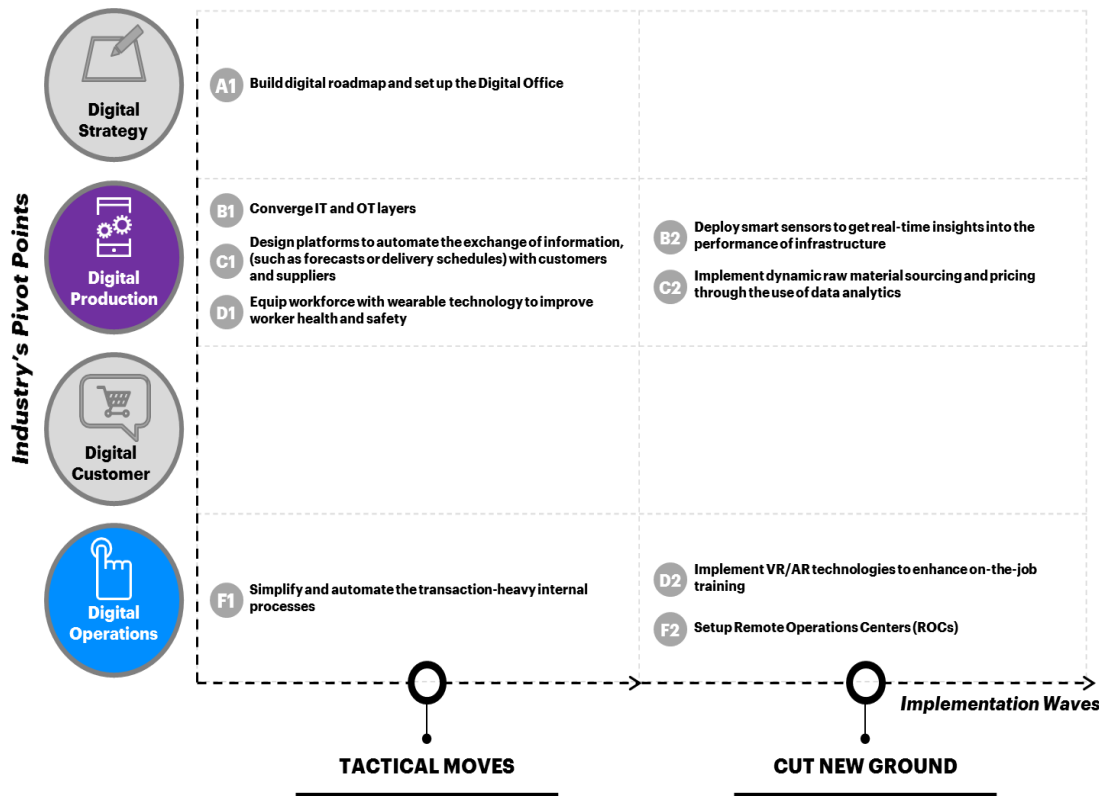 Industry's Pivot Points
Digital
Strategy
A1
Build digital roadmap and set up the Digital Office
Digital
Production
B1
Converge IT and OT layers
C1
Design platforms to automate the exchange of information,
(such as forecasts or delivery schedules) with customers
and suppliers
D1
Equip workforce with wearable technology to improve
worker health and safety
B2
Deploy smart sensors to get real-time insights into the
performance of infrastructure
C2
Implement dynamic raw material sourcing and pricing
through the use of data analytics
Digital
Customer
Digital
Operations
F1
Simplify and automate the transaction-heavy internal
processes
D2
Implement VR/AR technologies to enhance on-the-job
training
F2
Setup Remote Operations Centers (ROCs)
Implementation Waves
TACTICAL MOVES
CUT NEW GROUND